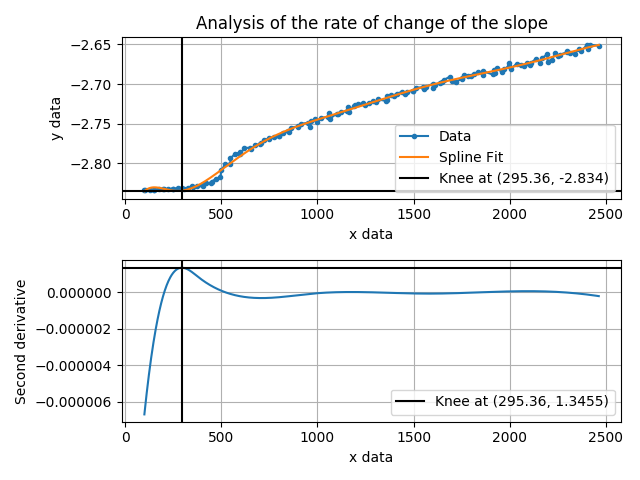 Analysis of the rate of change of the slope
−2.65
−2.70
−2.75
−2.80
y data
Data
Spline Fit
Knee at (295.36, -2.834)
0
500
1000
1500
2000
2500
x data
0.000000
−0.000002
−0.000004
−0.000006
Second derivative
Knee at (295.36, 1.3455)
0
500
1000
1500
2000
2500
x data